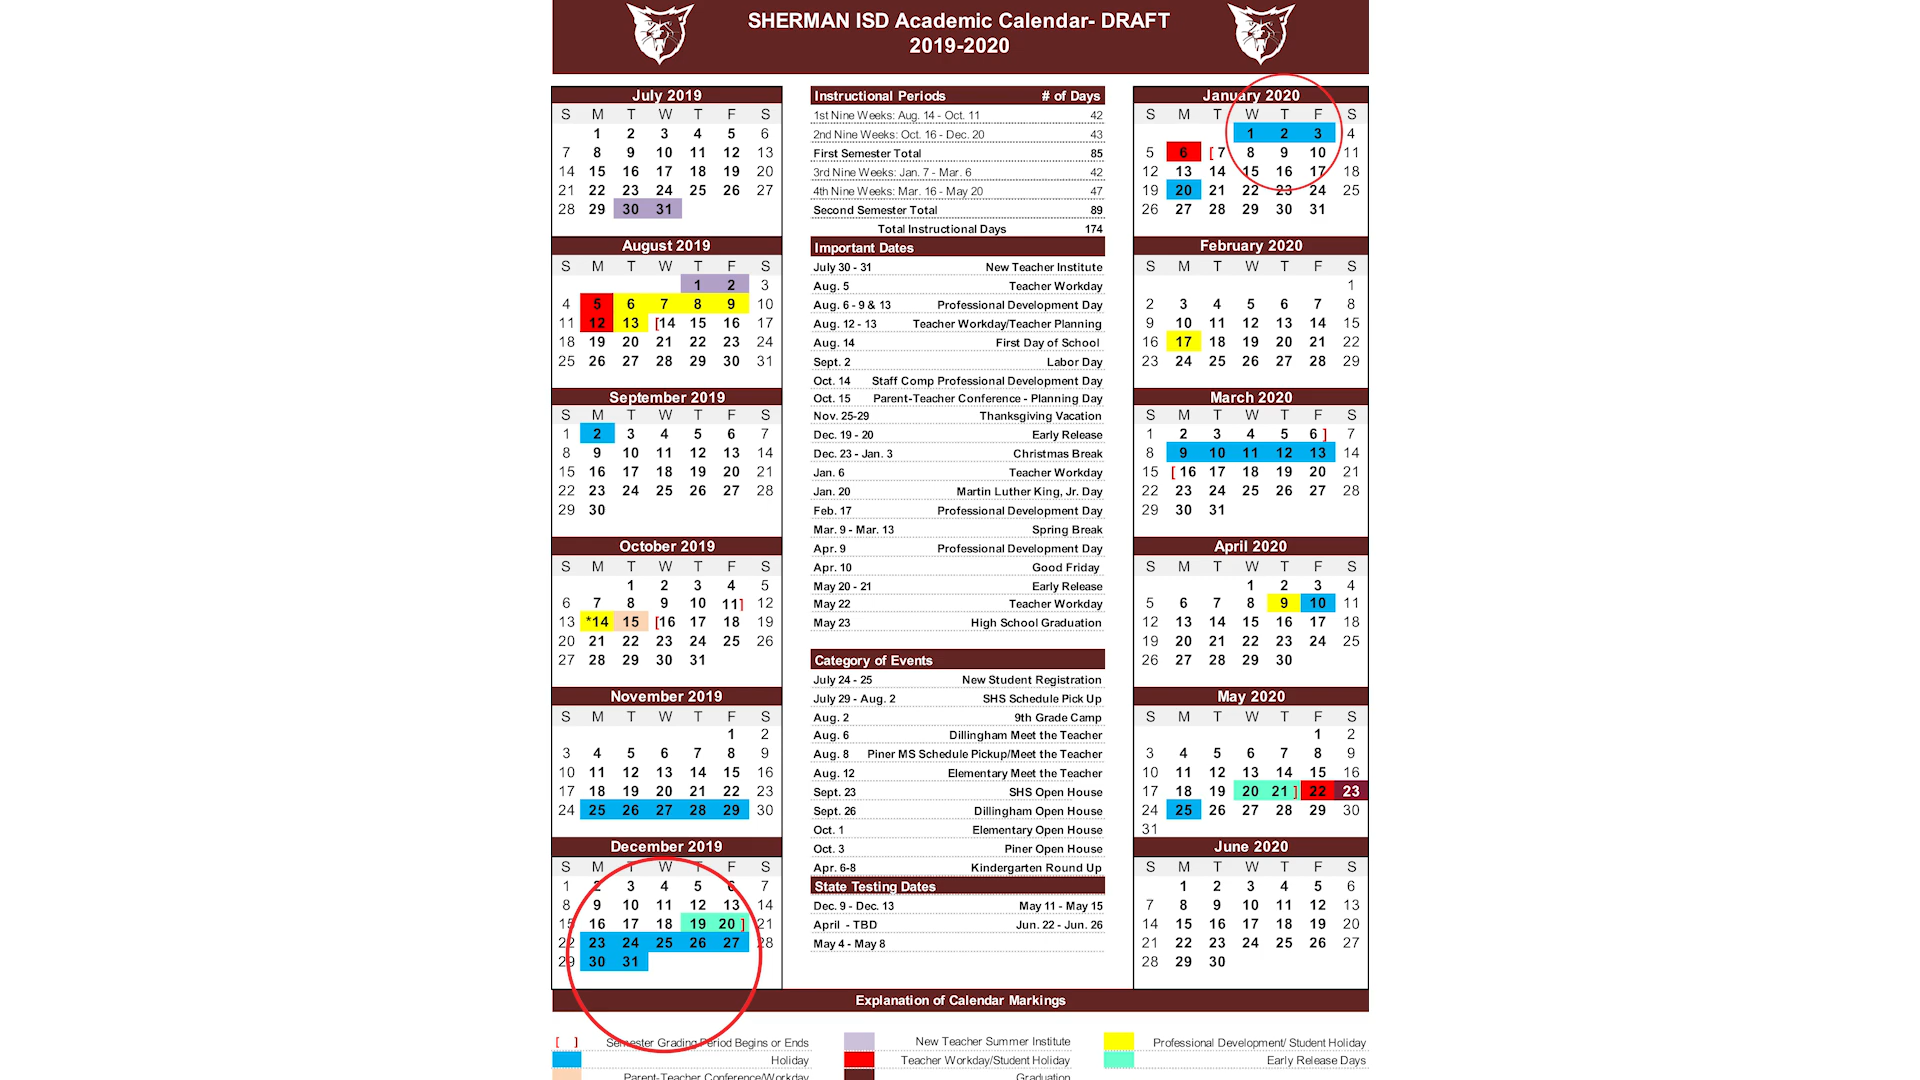 SHERMAN ISD Academic Calendar- DRAFT
2019-2020
July 2019
S M T W T F S
1 2 3 4 5 6
7 8 9 10 11 12 13
14 15 16 17 18 19 20
21 22 23 24 25 26 27
28 29 30 31
August 2019
S M T W T F S
1 2 3
4 5 6 7 8 9 10
11 12 13 [14 15 16 17
18 19 20 21 22 23 24
25 26 27 28 29 30 31
September 2019
S M T W T F S
1 2 3 4 5 6 7
8 9 10 11 12 13 14
15 16 17 18 19 20 21
22 23 24 25 26 27 28
29 30
October 2019
S M T W T F S
1 2 3 4 5
6 7 8 9 10 11] 12
13 *14 15 [16 17 18 19
20 21 22 23 24 25 26
27 28 29 30 31
November 2019
S M T W T F S
1 2
3 4 5 6 7 8 9
10 11 12 13 14 15 16
17 18 19 20 21 22 23
24 25 26 27 28 29 30
December 2019
S M T W T F S
1 2 3 4 5 6 7
8 9 10 11 12 13 14
15 16 17 18 19 20 ] 21
22 23 24 25 26 27 28
29 30 31
Instructional Periods # of Days
1st Nine Weeks: Aug. 14 - Oct. 11 42
2nd Nine Weeks: Oct. 16 - Dec. 20 43
First Semester Total 85
3rd Nine Weeks: Jan. 7 - Mar. 6 42
4th Nine Weeks: Mar. 16 - May 20 47
Second Semester Total 89
Total Instructional Days 174
Important Dates
July 30 - 31 New Teacher Institute
Aug. 5 Teacher Workday
Aug. 6 - 9 & 13 Professional Development Day
Aug. 12 - 13 Teacher Workday/Teacher Planning
Aug. 14 First Day of School
Sept. 2 Labor Day
Oct. 14 Staff Comp Professional Development Day
Oct. 15 Parent-Teacher Conference - Planning Day
Nov. 25-29 Thanksgiving Vacation
Dec. 19 - 20 Early Release
Dec. 23 - Jan. 3 Christmas Break
Jan. 6 Teacher Workday
Jan. 20 Martin Luther King, Jr. Day
Feb. 17 Professional Development Day
Mar. 9 - Mar. 13 Spring Break
Apr. 9 Professional Development Day
Apr. 10 Good Friday
May 20 - 21 Early Release
May 22 Teacher Workday
May 23 High School Graduation
Category of Events
July 24 - 25 New Student Registration
July 29 - Aug. 2 SHS Schedule Pick Up
Aug. 2 9th Grade Camp
Aug. 6 Dillingham Meet the Teacher
Aug. 8 Piner MS Schedule Pickup/Meet the Teacher
Aug. 12 Elementary Meet the Teacher
Sept. 23 SHS Open House
Sept. 26 Dillingham Open House
Oct. 1 Elementary Open House
Oct. 3 Piner Open House
Apr. 6-8 Kindergarten Round Up
State Testing Dates
Dec. 9 - Dec. 13 May 11 - May 15
April - TBD Jun. 22 - Jun. 26
May 4 - May 8
January 2020
S M T W T F S
1 2 3 4
5 6 [ 7 8 9 10 11
12 13 14 15 16 17 18
19 20 21 22 23 24 25
26 27 28 29 30 31
February 2020
S M T W T F S
1
2 3 4 5 6 7 8
9 10 11 12 13 14 15
16 17 18 19 20 21 22
23 24 25 26 27 28 29
March 2020
S M T W T F S
1 2 3 4 5 6 ] 7
8 9 10 11 12 13 14
15 [ 16 17 18 19 20 21
22 23 24 25 26 27 28
29 30 31
April 2020
S M T W T F S
1 2 3 4
5 6 7 8 9 10 11
12 13 14 15 16 17 18
19 20 21 22 23 24 25
26 27 28 29 30
May 2020
S M T W T F S
1 2
3 4 5 6 7 8 9
10 11 12 13 14 15 16
17 18 19 20 21 ] 22 23
24 25 26 27 28 29 30
31
June 2020
S M T W T F S
1 2 3 4 5 6
7 8 9 10 11 12 13
14 15 16 17 18 19 20
21 22 23 24 25 26 27
28 29 30
Explanation of Calendar Markings
[ ] Semester Grading Period Begins or Ends
Holiday
Parent-Teacher Conference/Workday
New Teacher Summer Institute
Teacher Workday/Student Holiday
Graduation
Professional Development/ Student Holiday
Early Release Days